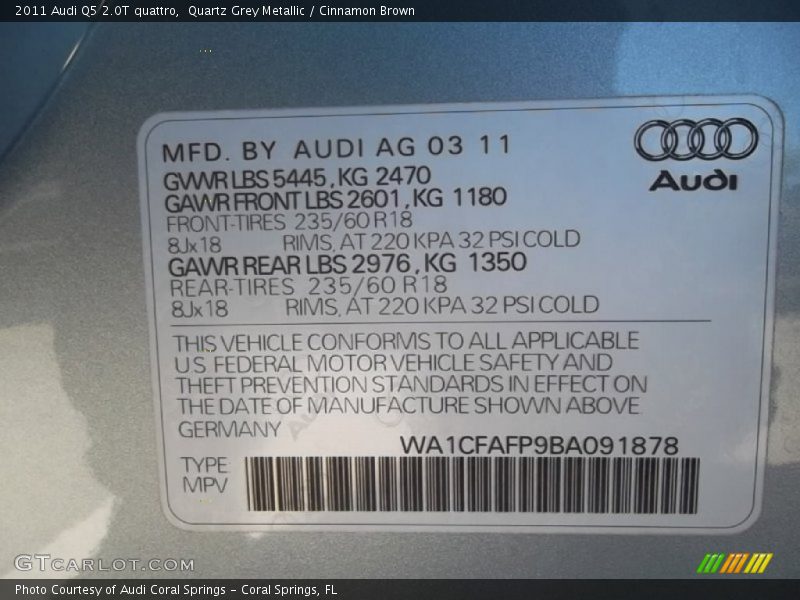 2011 Audi Q5 2.0T quattro,  Quartz Grey Metallic / Cinnamon Brown
MFD. BY AUDI AG 03 11
Audi
GVWR LBS 5445, KG 2470
GAWR FRONT LBS 2601, KG 1180
FRONT-TIRES 235/60 R18
8Jx18 RIMS, AT 220 KPA 32 PSI COLD
GAWR REAR LBS 2976, KG 1350
REAR-TIRES 235/60 R18
8Jx18 RIMS, AT 220 KPA 32 PSI COLD
THIS VEHICLE CONFORMS TO ALL APPLICABLE
U.S. FEDERAL MOTOR VEHICLE SAFETY AND
THEFT PREVENTION STANDARDS IN EFFECT ON
THE DATE OF MANUFACTURE SHOWN ABOVE
GERMANY
WA1CFAFP9BA091878
TYPE:
MPV
GTCARLOT.COM
Photo Courtesy of Audi Coral Springs - Coral Springs, FL